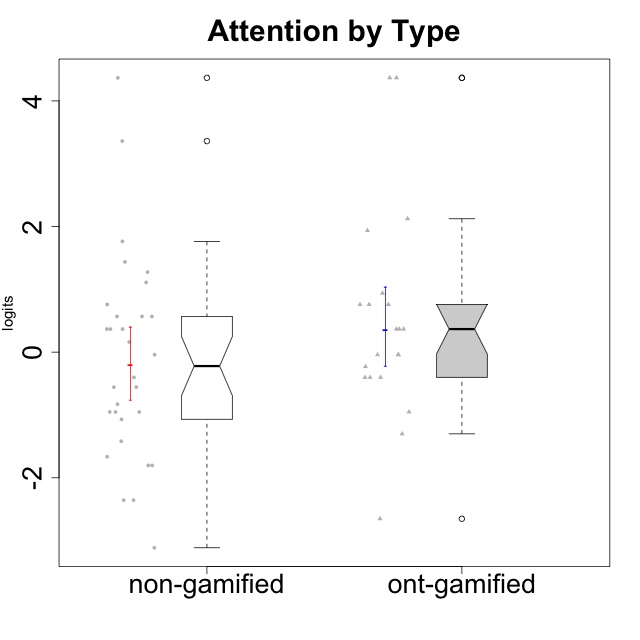 Attention by Type
logits
4
2
0
-2
non-gamified
ont-gamified